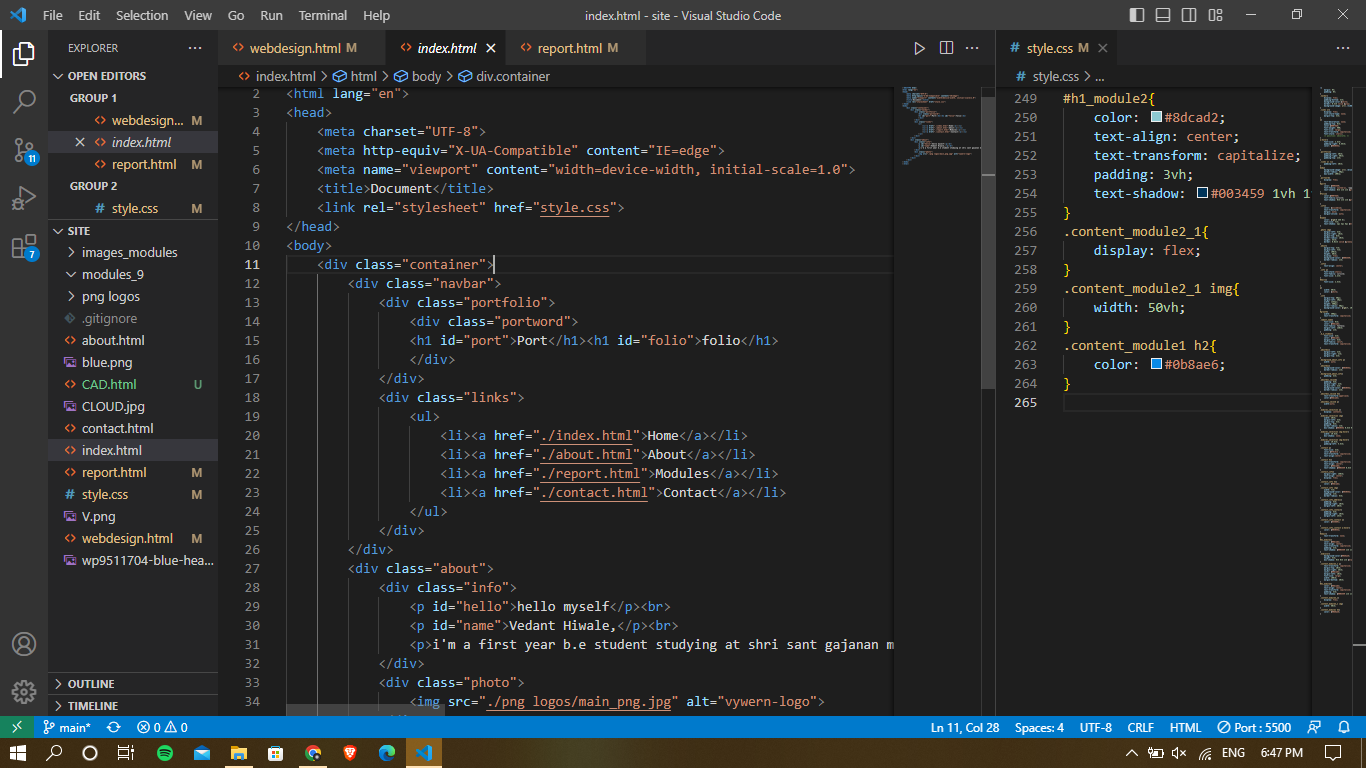 File Edit Selection View Go Run Terminal Help index.html - site - Visual Studio Code
EXPLORER
OPEN EDITORS
GROUP 1
webdesign... M
index.html
report.html M
GROUP 2
style.css M
SITE
images_modules
modules_9
png logos
.gitignore
about.html
blue.png
CAD.html U
CLOUD.jpg
contact.html
index.html
report.html M
style.css M
V.png
webdesign.html M
wp9511704-blue-hea...
OUTLINE
TIMELINE
11
7
webdesign.html M index.html report.html M
index.html > html > body > div.container
2 <html lang="en">
3 <head>
4 <meta charset="UTF-8">
5 <meta http-equiv="X-UA-Compatible" content="IE=edge">
6 <meta name="viewport" content="width=device-width, initial-scale=1.0">
7 <title>Document</title>
8 <link rel="stylesheet" href="style.css">
9 </head>
10 <body>
11 <div class="container">
12 <div class="navbar">
13 <div class="portfolio">
14 <div class="portword">
15 <h1 id="port">Port</h1><h1 id="folio">folio</h1>
16 </div>
17 </div>
18 <div class="links">
19 <ul>
20 <li><a href="./index.html">Home</a></li>
21 <li><a href="./about.html">About</a></li>
22 <li><a href="./report.html">Modules</a></li>
23 <li><a href="./contact.html">Contact</a></li>
24 </ul>
25 </div>
26 </div>
27 <div class="about">
28 <div class="info">
29 <p id="hello">hello myself</p><br>
30 <p id="name">Vedant Hiwale,</p><br>
31 <p>i'm a first year b.e student studying at shri sant gajanan m
32 </div>
33 <div class="photo">
34 <img src="./png logos/main_png.jpg" alt="vywern-logo">
# style.css M
# style.css > ...
249 #h1_module2{
250 color: #8dcad2;
251 text-align: center;
252 text-transform: capitalize;
253 padding: 3vh;
254 text-shadow: #003459 1vh 1
255 }
256 .content_module2_1{
257 display: flex;
258 }
259 .content_module2_1 img{
260 width: 50vh;
261 }
262 .content_module1 h2{
263 color: #0b8ae6;
264 }
265
main* 0 0 Ln 11, Col 28 Spaces: 4 UTF-8 CRLF HTML Port : 5500
ENG 6:47 PM